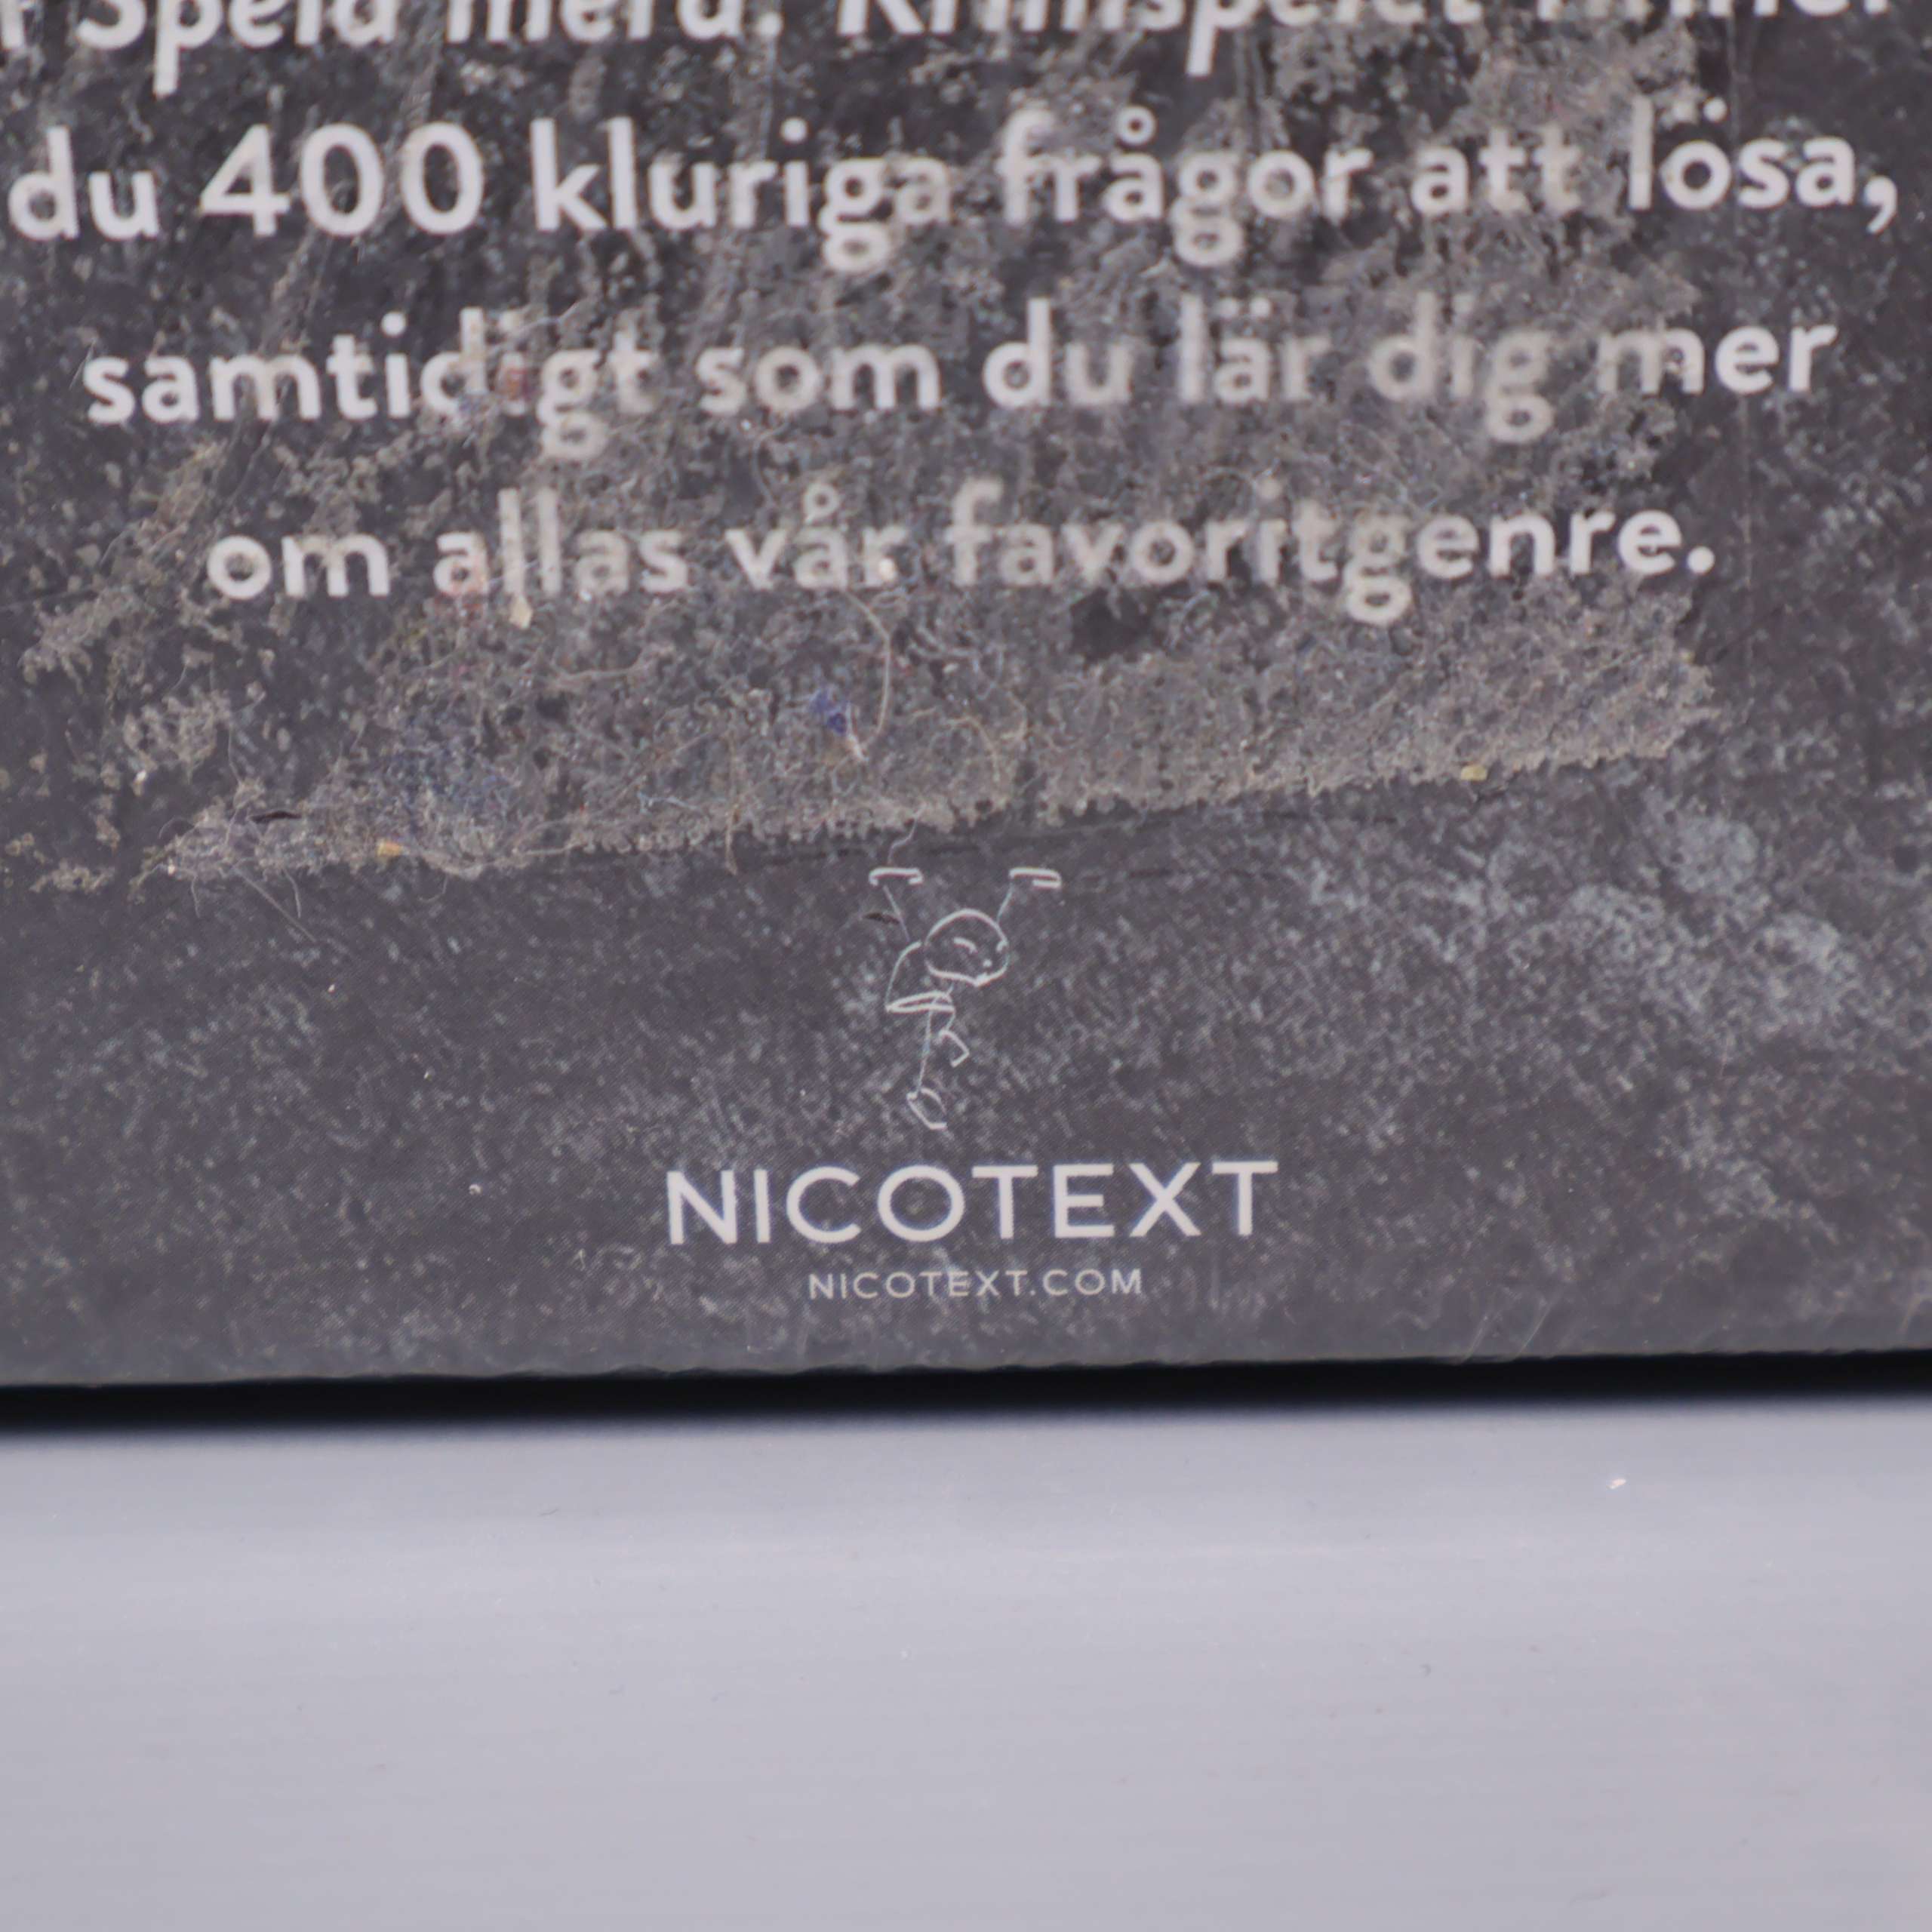 du 400 kluriga frågor att lösa,
samtidigt som du lär dig mer
om allas vår favoritgenre.
NICOTEXT
NICOTEXT.COM